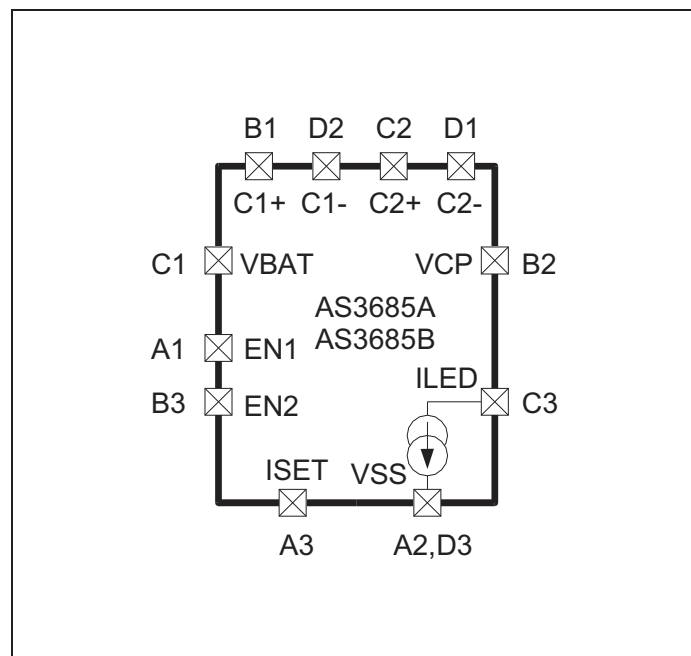 B1 D2 C2 D1
C1+ C1- C2+ C2-
C1 VBAT VCP B2
AS3685A
AS3685B
A1 EN1
ILED
B3 EN2 C3
ISET VSS
A3 A2,D3